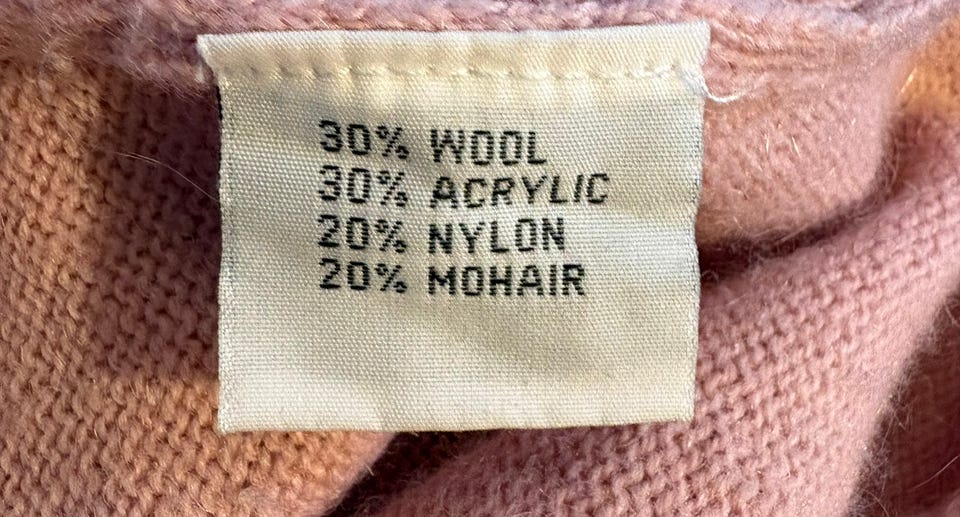 30% WOOL
30% ACRYLIC
20% NYLON
20% MOHAIR